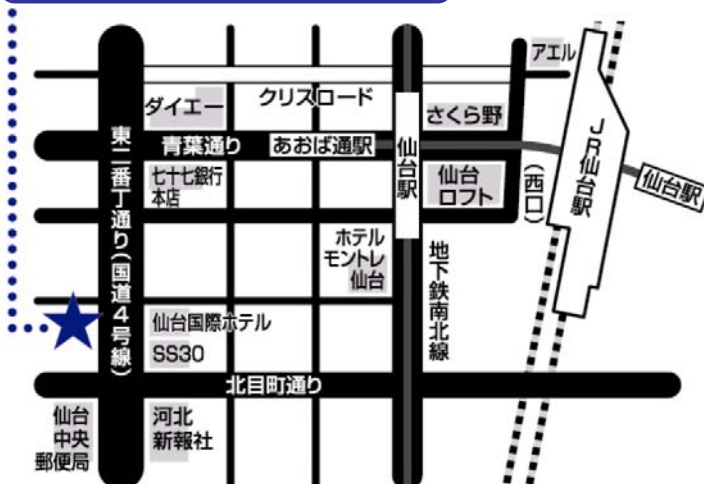 アエル
ダイエー
クリスロード
さくら野
青葉通り
あおば通駅
仙台駅
JR仙台駅
仙台駅
(西口)
七十七銀行
本店
仙台
ロフト
東二番丁通り(国道4号線)
ホテル
モントレ
仙台
地下鉄南北線
仙台国際ホテル
SS30
北目町通り
仙台
中央
郵便局
河北
新報社